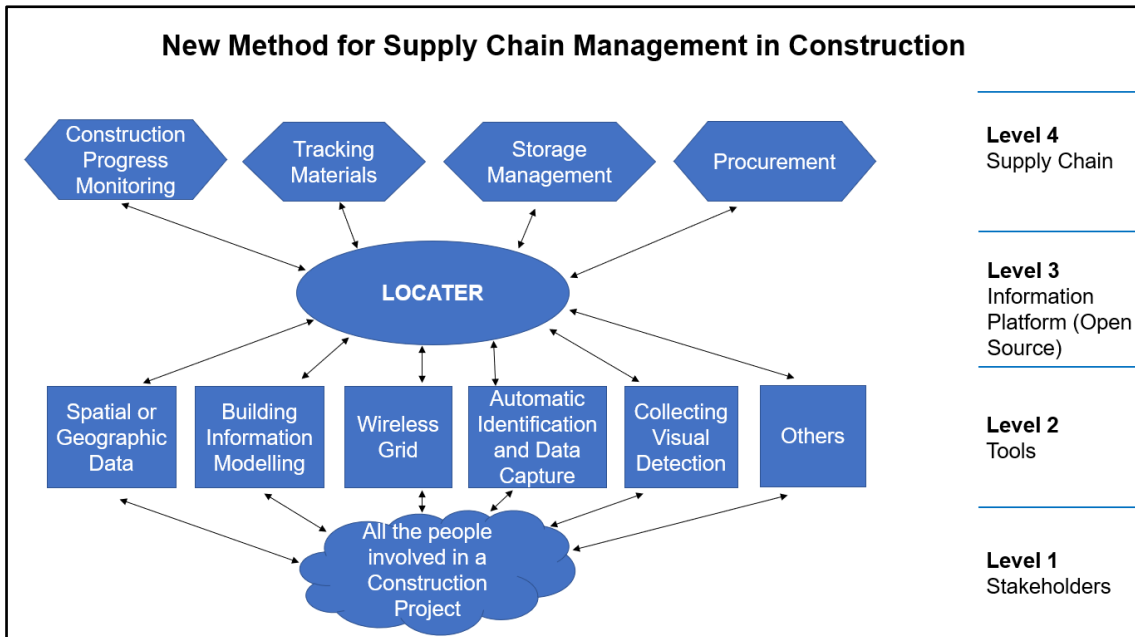 New Method for Supply Chain Management in Construction
Construction
Progress
Monitoring
Tracking
Materials
Storage
Management
Procurement
Level 4
Supply Chain
LOCATER
Level 3
Information
Platform (Open
Source)
Spatial or
Geographic
Data
Building
Information
Modelling
Wireless
Grid
Automatic
Identification
and Data
Capture
Collecting
Visual
Detection
Others
Level 2
Tools
All the people
involved in a
Construction
Project
Level 1
Stakeholders